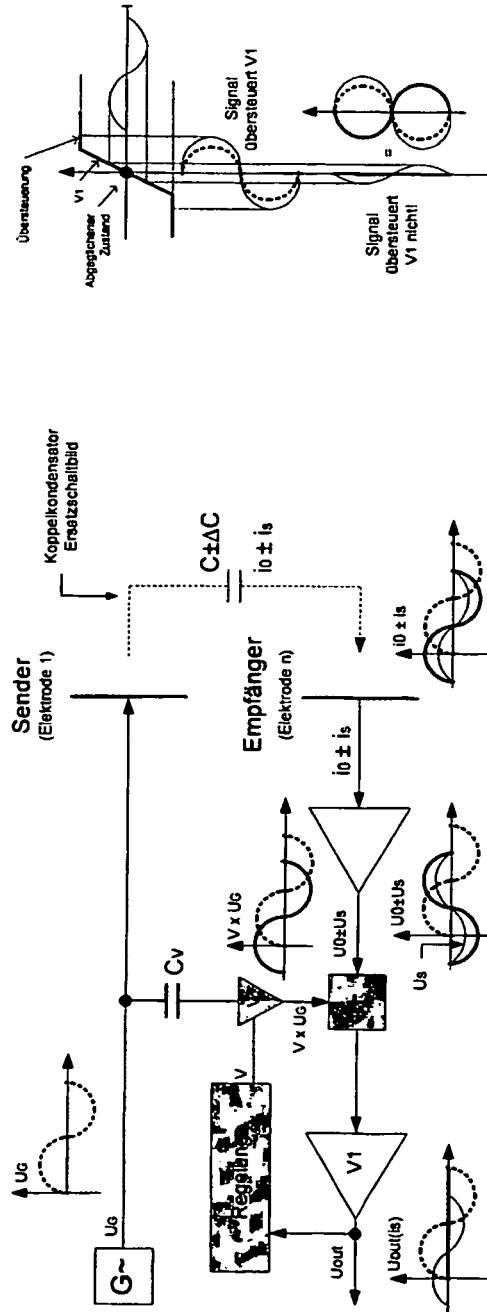 Übersteuerung
V1
Abgeglichener
Zustand
Signal
übersteuert V1
Signal
übersteuert
V1 nicht!
Koppelkondensator
Ersatzschaltbild
C±ΔC
i0 ± is
Sender
(Elektrode 1)
Empfänger
(Elektrode n)
i0 ± is
i0 ± is
UG
UG
G~
Cv
V
V x UG
V x UG
U0±Us
U0±Us
Us
V1
Uout
Uout(is)